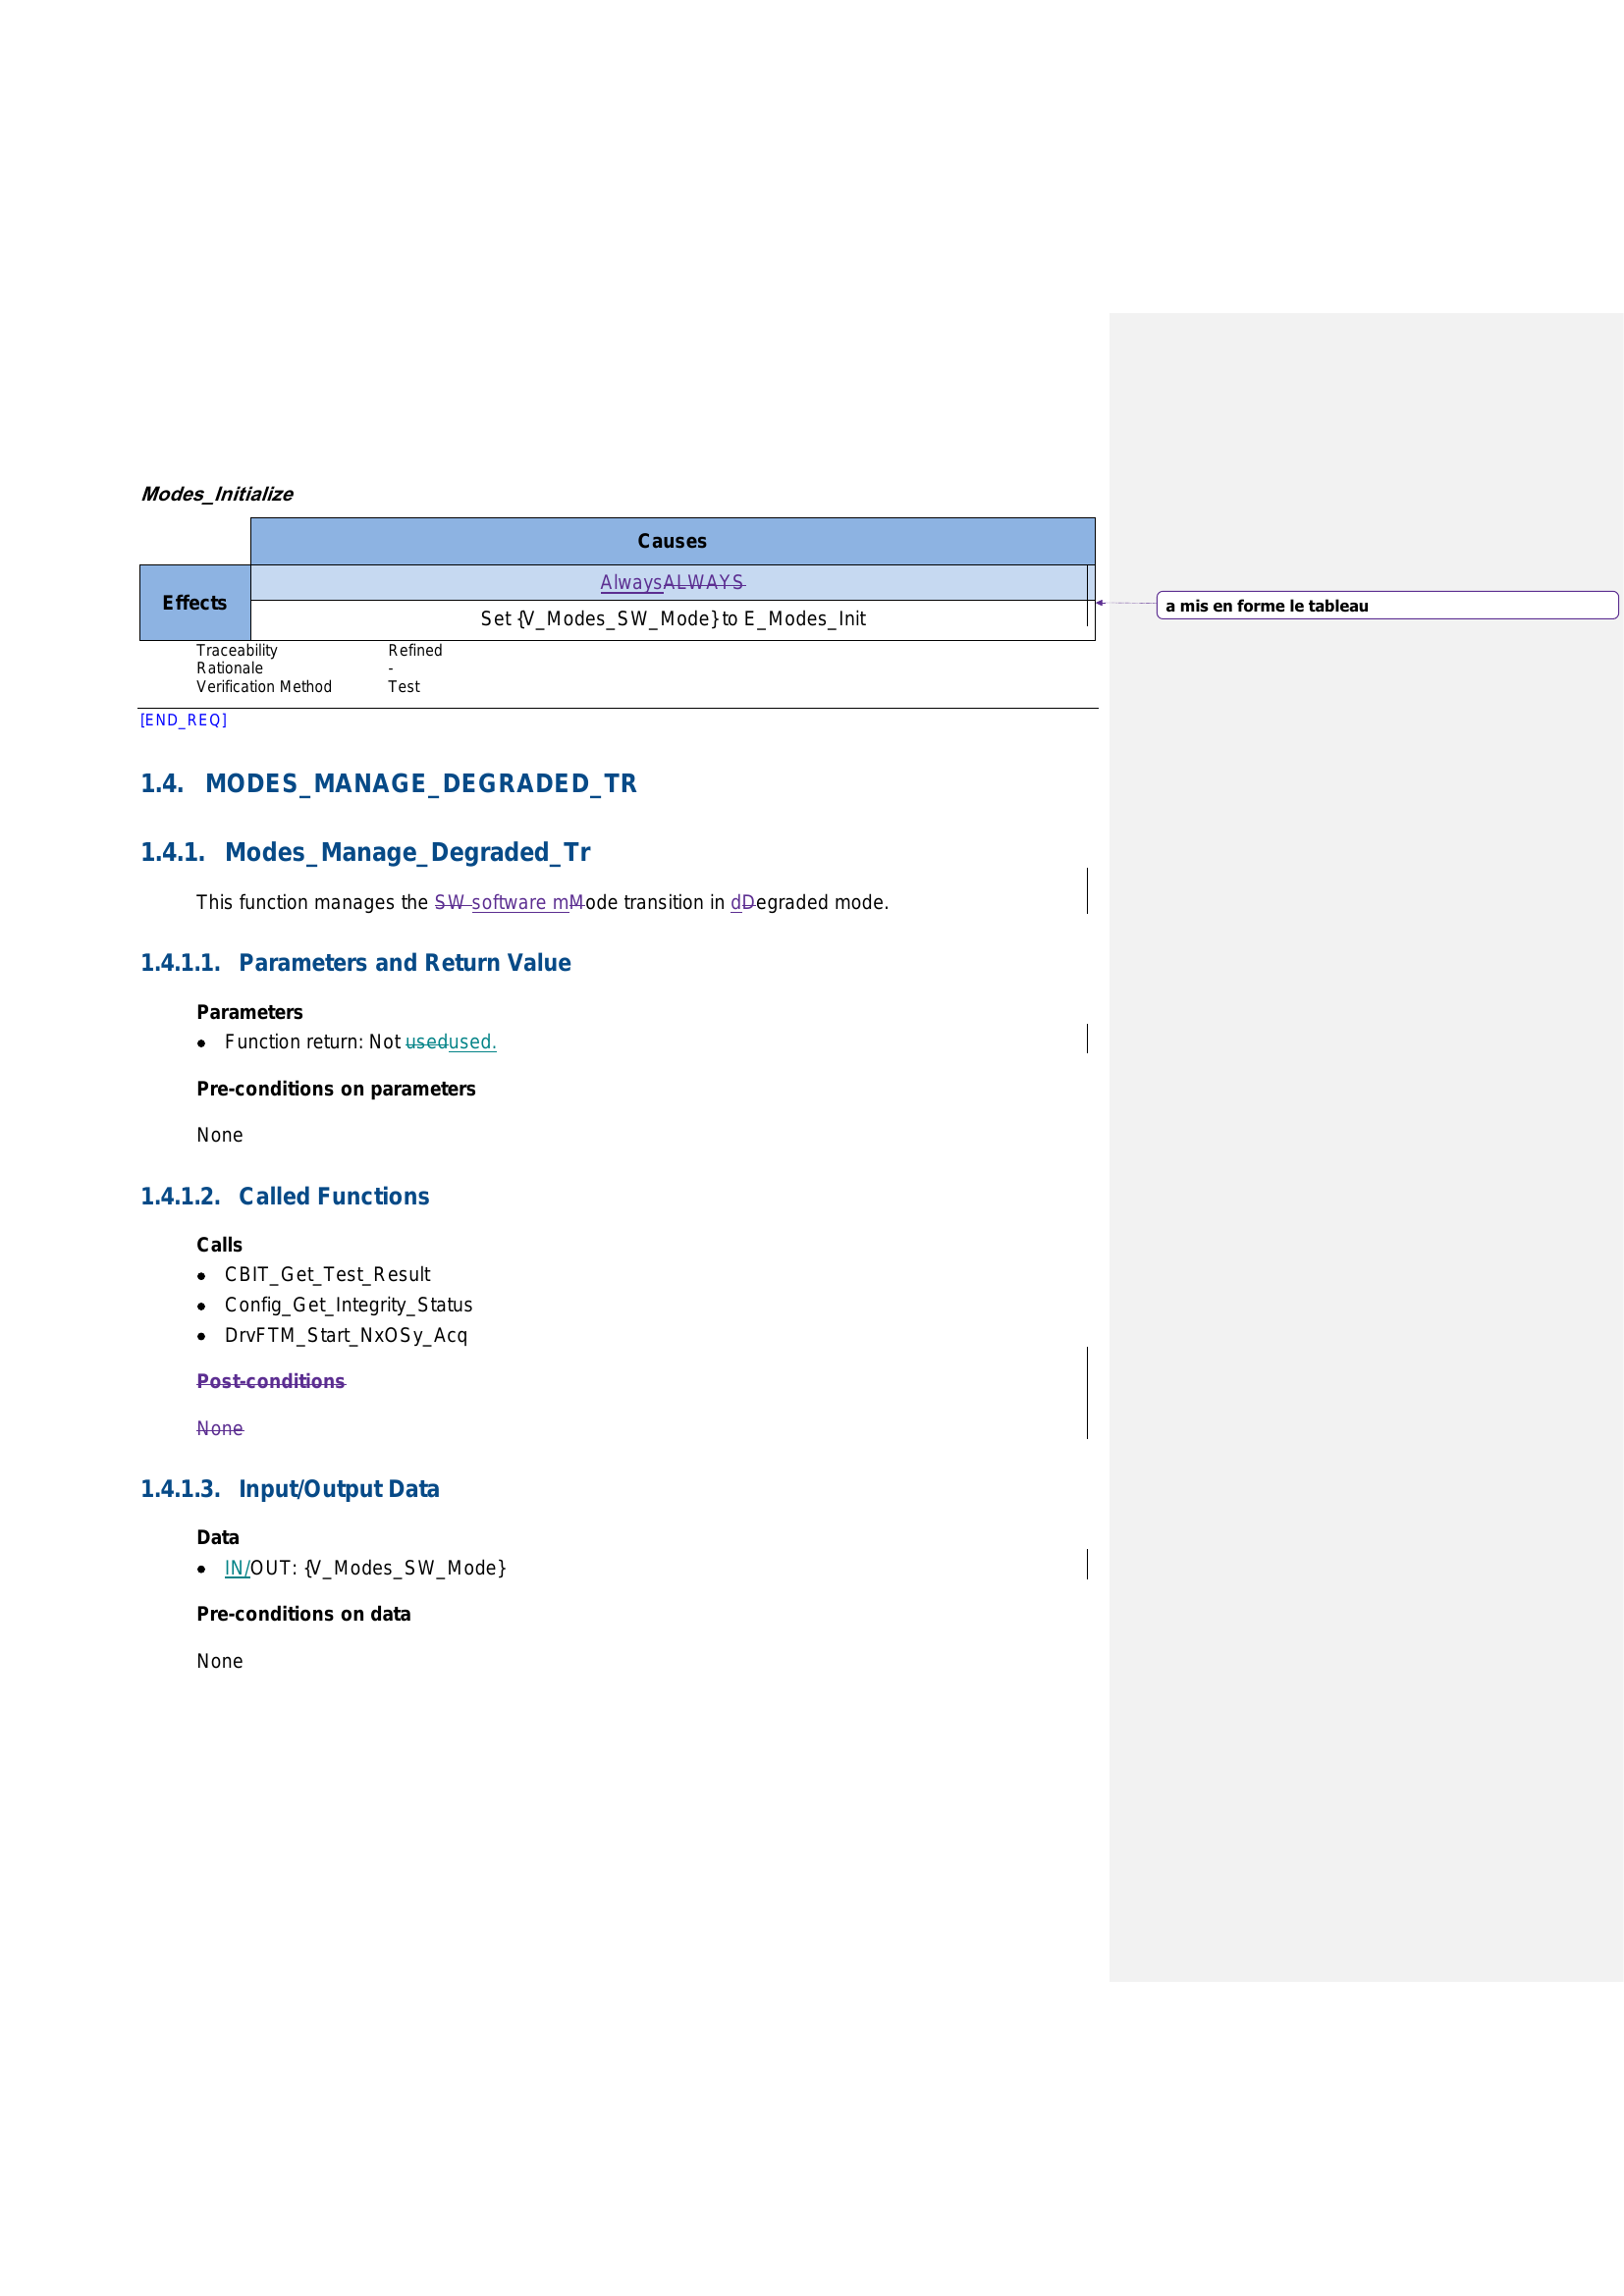 Modes_Initialize
Causes
Effects
AlwaysALWAYS
a mis en forme le tableau
Set {V_Modes_SW_Mode} to E_Modes_Init
Traceability Refined
Rationale -
Verification Method Test
[END_REQ]
1.4. MODES_MANAGE_DEGRADED_TR
1.4.1. Modes_Manage_Degraded_Tr
This function manages the SW software mMode transition in dDegraded mode.
1.4.1.1. Parameters and Return Value
Parameters
● Function return: Not usedused.
Pre-conditions on parameters
None
1.4.1.2. Called Functions
Calls
● CBIT_Get_Test_Result
● Config_Get_Integrity_Status
● DrvFTM_Start_NxOSy_Acq
Post-conditions
None
1.4.1.3. Input/Output Data
Data
● IN/OUT: {V_Modes_SW_Mode}
Pre-conditions on data
None